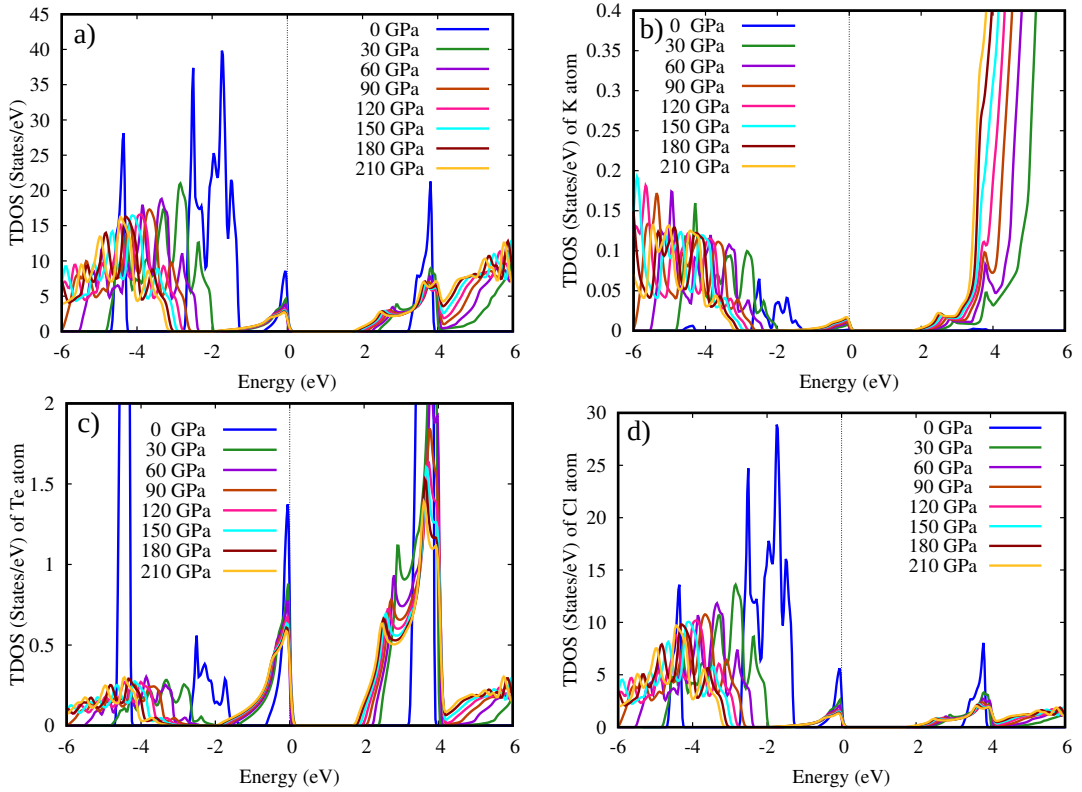 a)
TDOS (States/eV)
45
40
35
30
25
20
15
10
5
0
0 GPa
30 GPa
60 GPa
90 GPa
120 GPa
150 GPa
180 GPa
210 GPa
-6 -4 -2 0 2 4 6
Energy (eV)
b)
TDOS (States/eV) of K atom
0.4
0.35
0.3
0.25
0.2
0.15
0.1
0.05
0
0 GPa
30 GPa
60 GPa
90 GPa
120 GPa
150 GPa
180 GPa
210 GPa
-6 -4 -2 0 2 4 6
Energy (eV)
c)
TDOS (States/eV) of Te atom
2
1.5
1
0.5
0
0 GPa
30 GPa
60 GPa
90 GPa
120 GPa
150 GPa
180 GPa
210 GPa
-6 -4 -2 0 2 4 6
Energy (eV)
d)
TDOS (States/eV) of Cl atom
30
25
20
15
10
5
0
0 GPa
30 GPa
60 GPa
90 GPa
120 GPa
150 GPa
180 GPa
210 GPa
-6 -4 -2 0 2 4 6
Energy (eV)